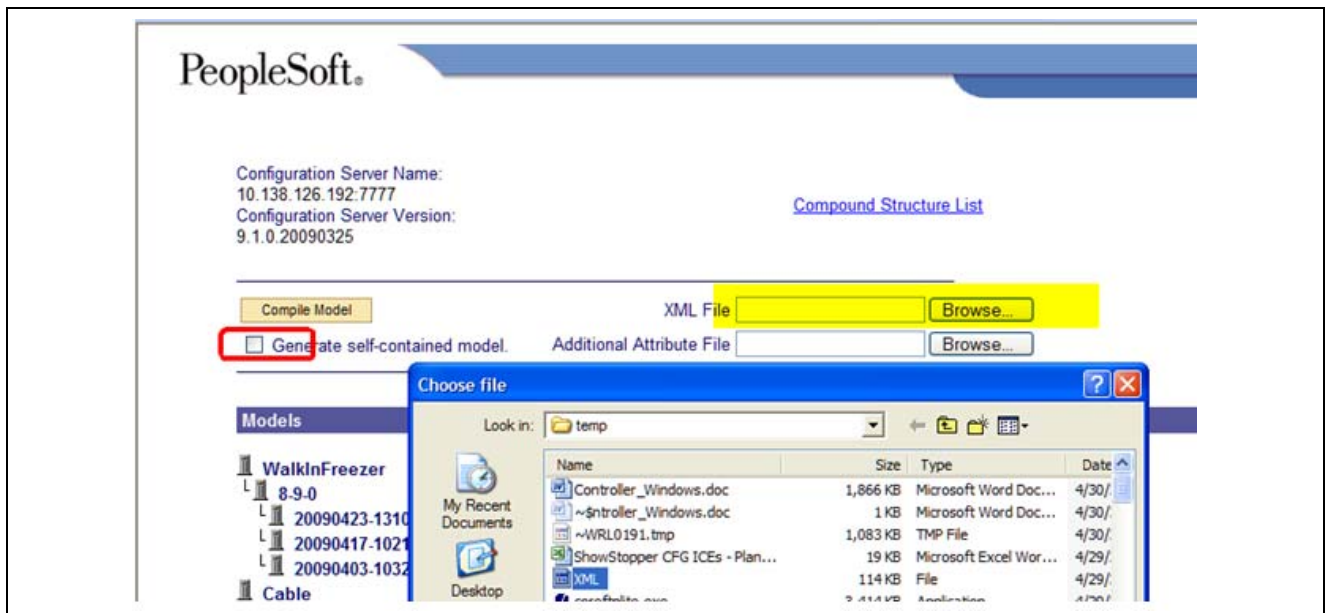 PeopleSoft®
Configuration Server Name:
10.138.126.192:7777
Configuration Server Version:
9.1.0.20090325
Compound Structure List
Compile Model
XML File
Browse...
Generate self-contained model.
Additional Attribute File
Browse...
Choose file
Look in:
temp
Models
WalkInFreezer
8-9-0
20090423-1310
20090417-1021
20090403-1032
Cable
My Recent
Documents
Desktop
Name Size Type Date
Controller_Windows.doc 1,866 KB Microsoft Word Doc... 4/30/
~$ntroller_Windows.doc 1 KB Microsoft Word Doc... 4/30/
~WRL0191.tmp 1,083 KB TMP File 4/30/
ShowStopper CFG ICEs - Plan... 19 KB Microsoft Excel Wor... 4/29/
XML 114 KB File 4/29/